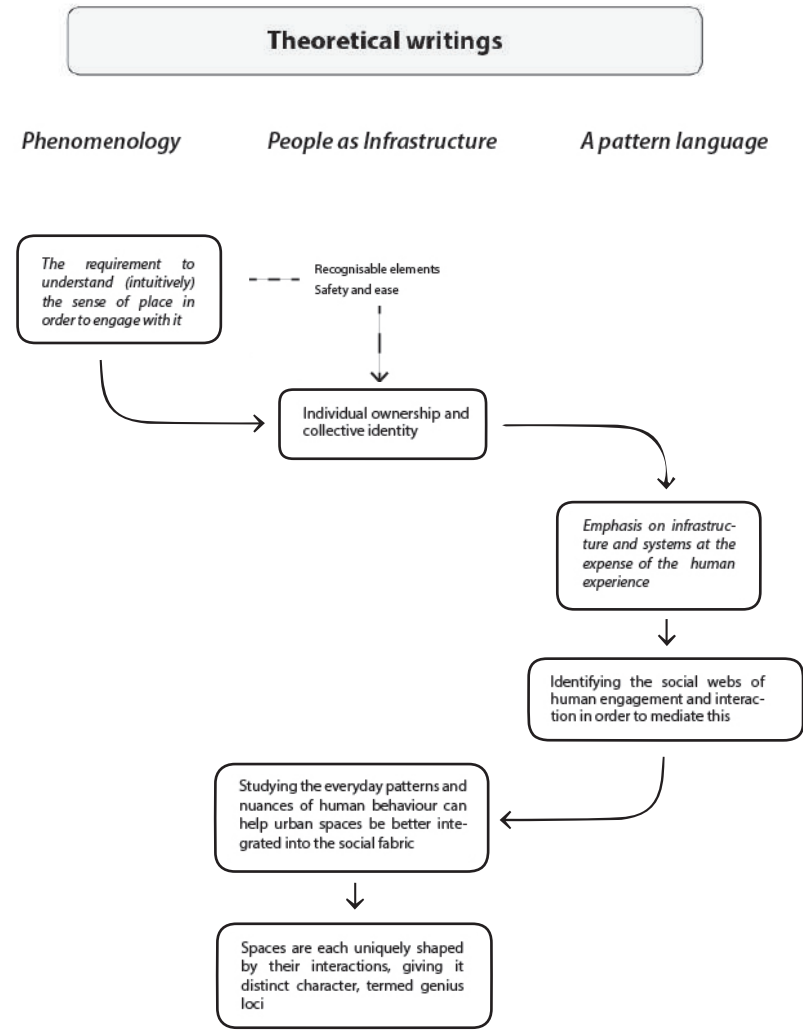 Theoretical writings
Phenomenology
People as Infrastructure
A pattern language
The requirement to
understand (intuitively)
the sense of place in
order to engage with it
Recognisable elements
Safety and ease
Individual ownership and
collective identity
Emphasis on infrastruc-
ture and systems at the
expense of the human
experience
Identifying the social webs of
human engagement and interac-
tion in order to mediate this
Studying the everyday patterns and
nuances of human behaviour can
help urban spaces be better inte-
grated into the social fabric
Spaces are each uniquely shaped
by their interactions, giving it
distinct character, termed genius
loci